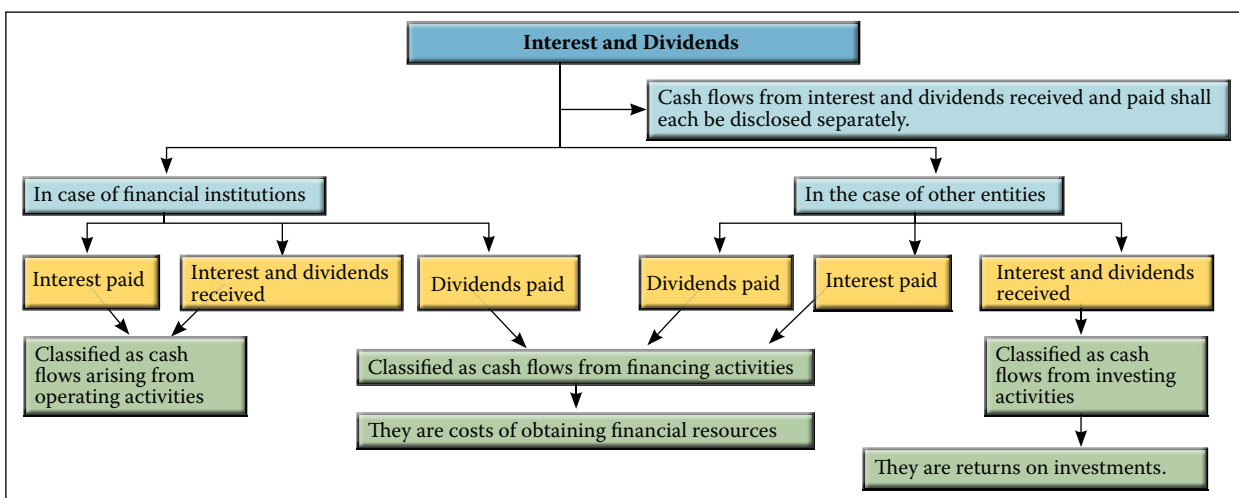 Interest and Dividends
Cash flows from interest and dividends received and paid shall
each be disclosed separately.
In case of financial institutions
In the case of other entities
Interest paid
Interest and dividends
received
Dividends paid
Dividends paid
Interest paid
Interest and dividends
received
Classified as cash
flows arising from
operating activities
Classified as cash flows from financing activities
Classified as cash
flows from investing
activities
They are costs of obtaining financial resources
They are returns on investments.